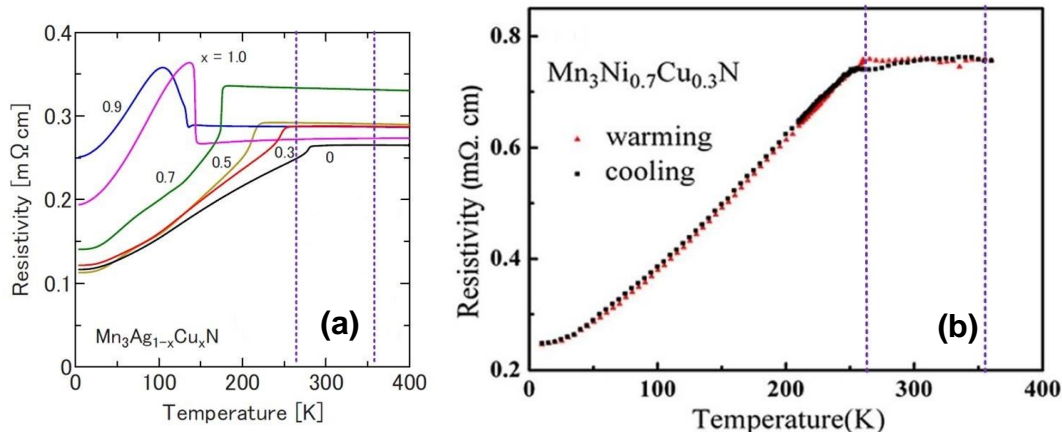 0.4
0.3
0.2
0.1
0
Resistivity [mΩ cm]
x = 1.0
0.9
0.7
0.5
0.3
0
Mn₃Ag₁₋ₓCuₓN
(a)
0 100 200 300 400
Temperature [K]
0.8
0.6
0.4
0.2
Resistivity (mΩ. cm)
Mn₃Ni₀.₇Cu₀.₃N
warming
cooling
(b)
0 100 200 300 400
Temperature(K)